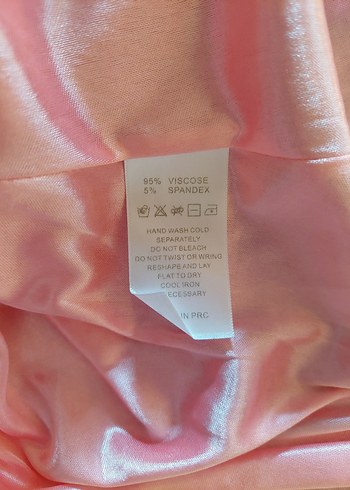 95% VISCOSE
5% SPANDEX
HAND WASH COLD
SEPARATELY
DO NOT BLEACH
DO NOT TWIST OR WRING
RESHAPE AND LAY
FLAT TO DRY
COOL IRON
ECESSARY
IN PRC